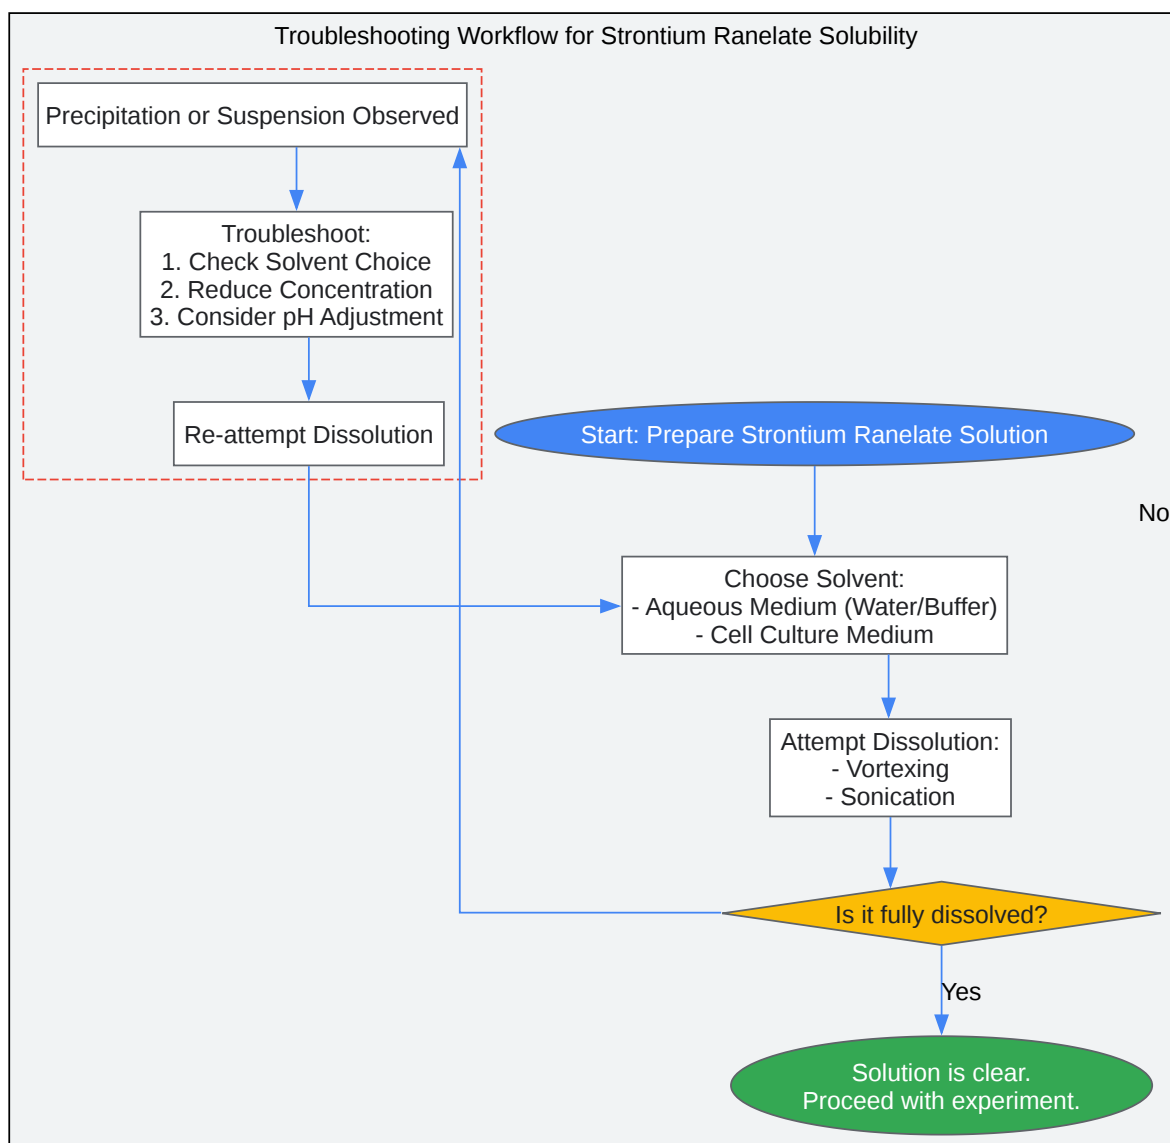 Troubleshooting Workflow for Strontium Ranelate Solubility
Precipitation or Suspension Observed
Troubleshoot:
1. Check Solvent Choice
2. Reduce Concentration
3. Consider pH Adjustment
Re-attempt Dissolution
Start: Prepare Strontium Ranelate Solution
No
Choose Solvent:
- Aqueous Medium (Water/Buffer)
- Cell Culture Medium
Attempt Dissolution:
- Vortexing
- Sonication
Is it fully dissolved?
Yes
Solution is clear.
Proceed with experiment.